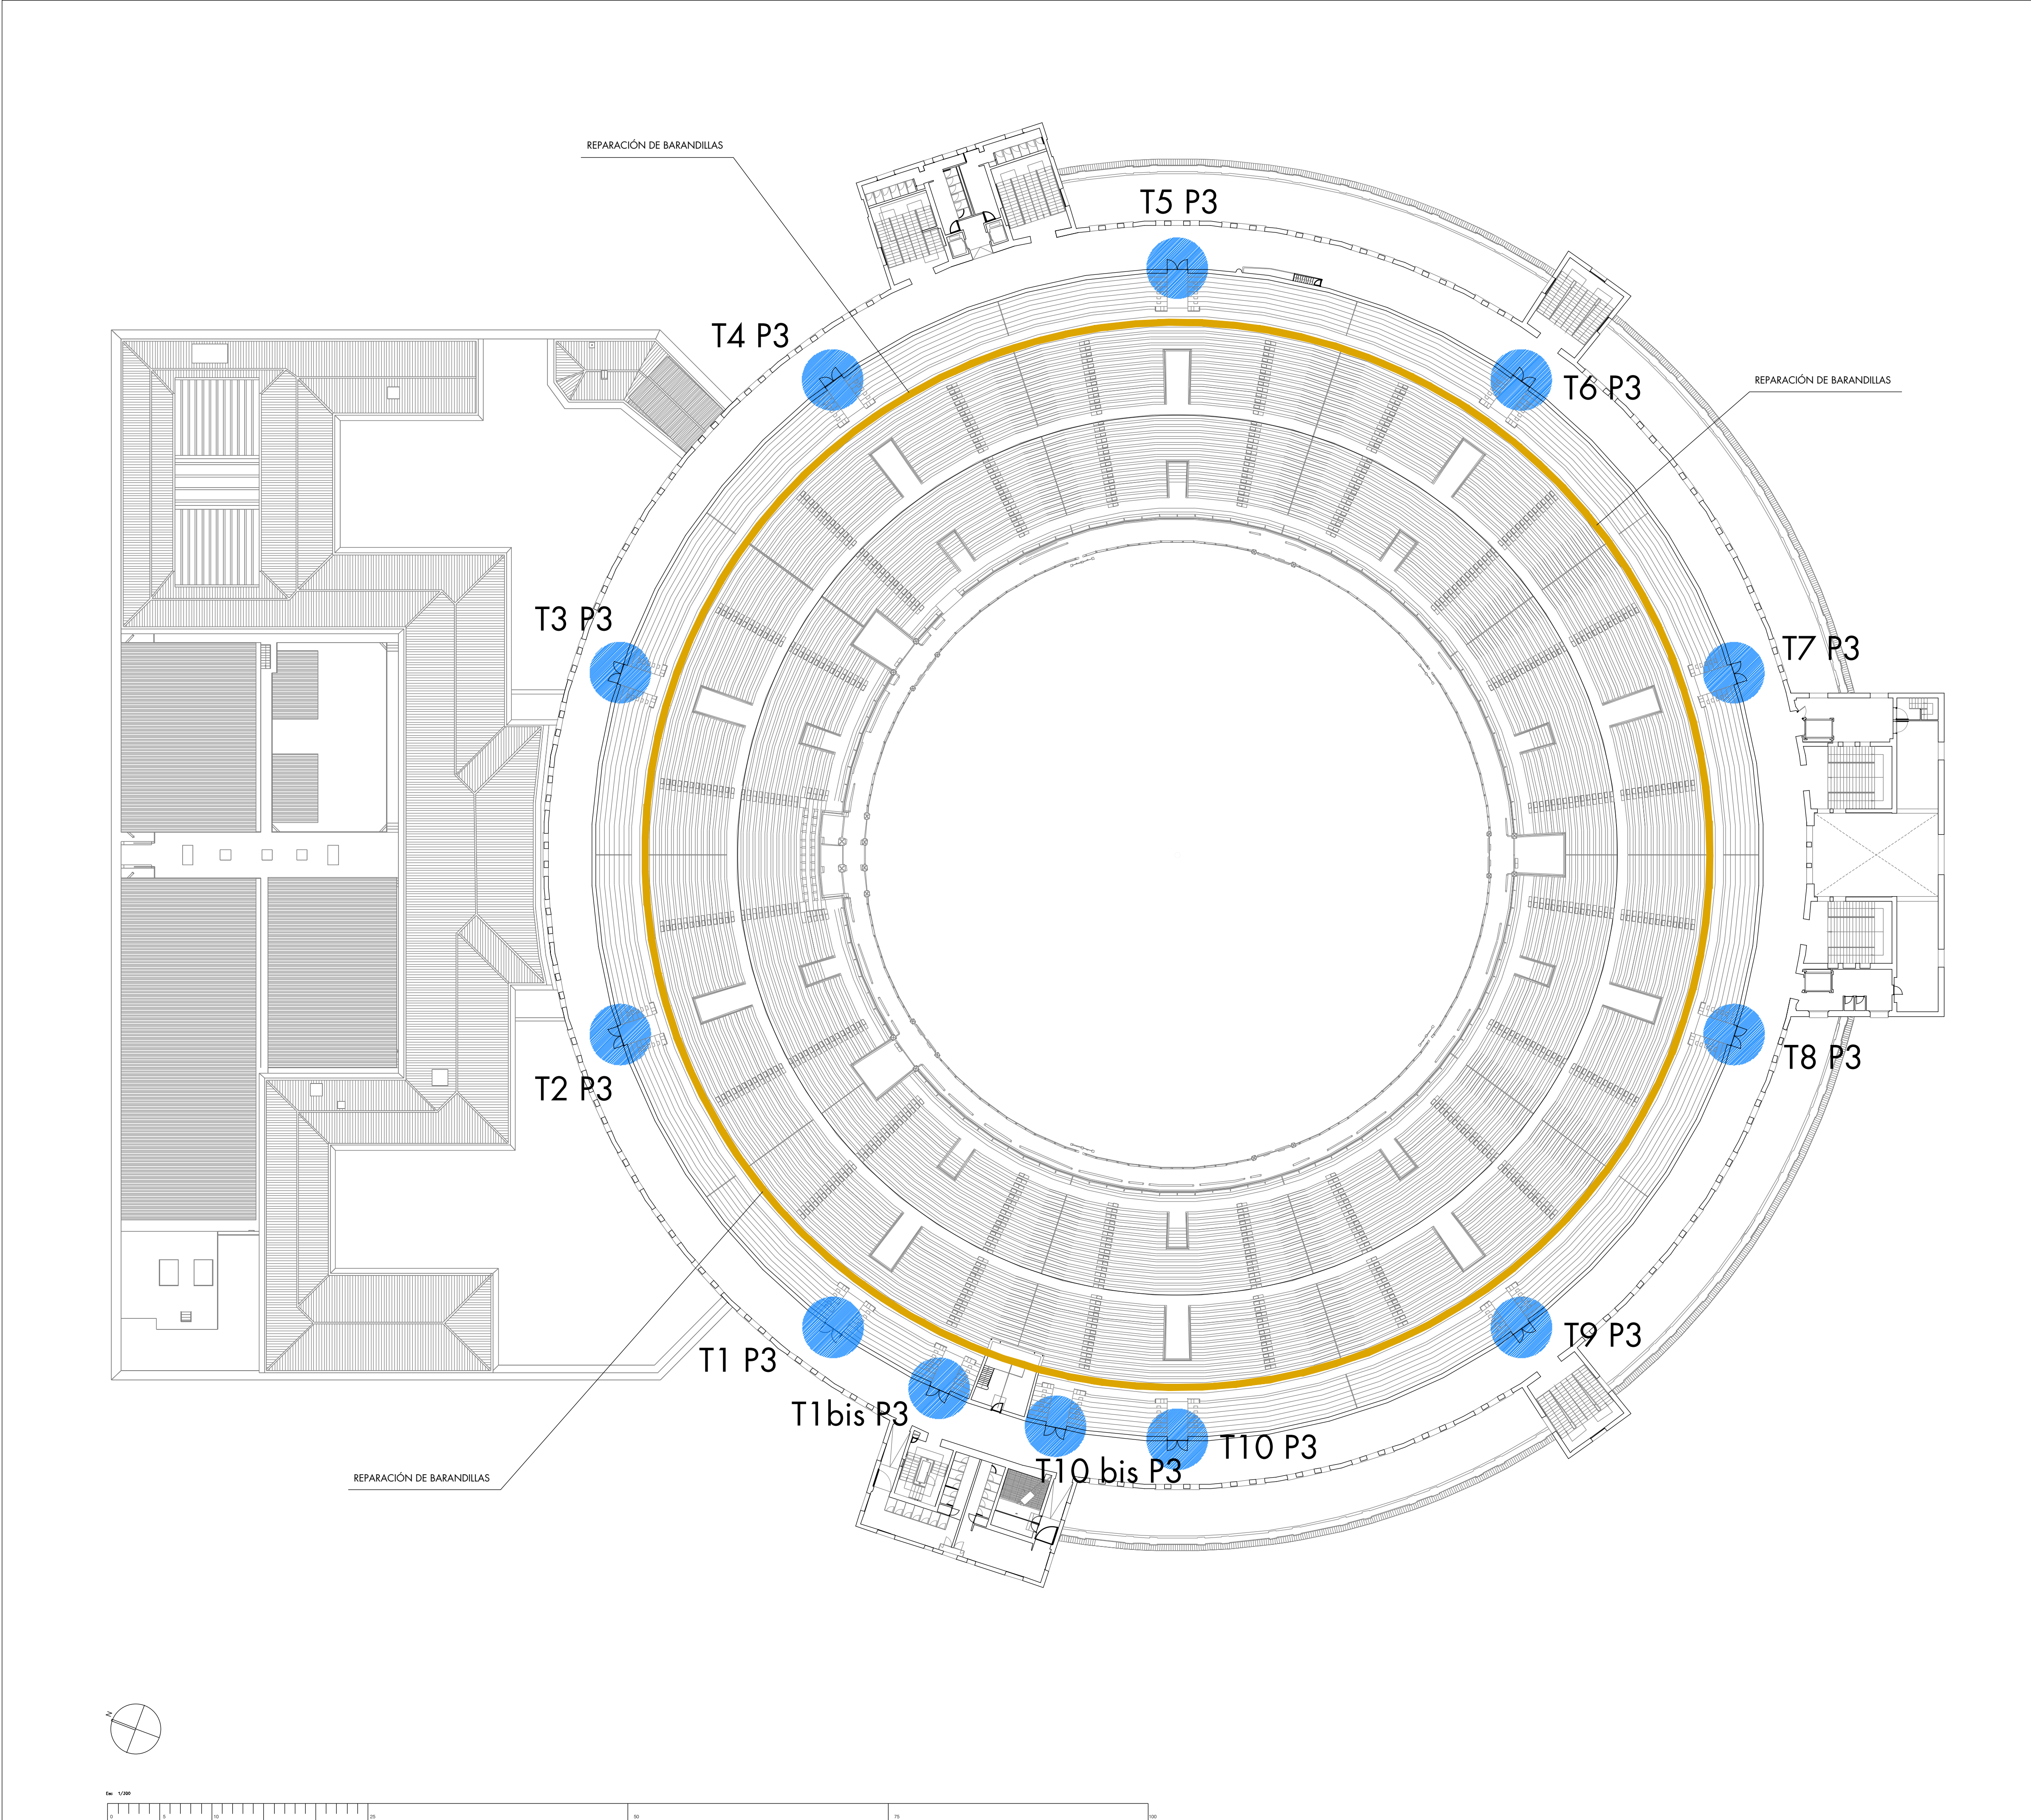 REPARACIÓN DE BARANDILLAS
T5 P3
T4 P3
T6 P3
REPARACIÓN DE BARANDILLAS
T3 P3
T7 P3
T8 P3
T2 P3
T9 P3
T1 P3
T1bis P3
T10 P3
T10 bis P3
REPARACIÓN DE BARANDILLAS
N
Esc 1/300
0 5 10 25 50 75 100